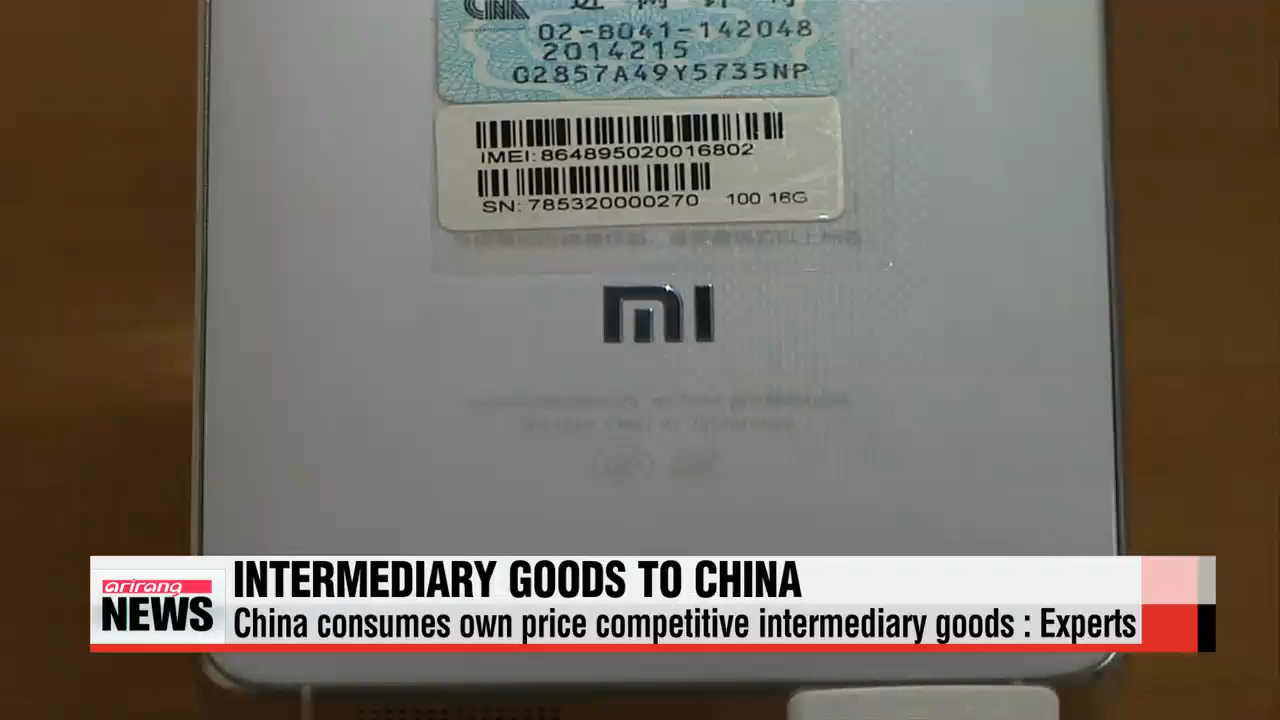 02-B041-142048
2014215
02857A49Y5735NP
IMEI:864895020016802
SN: 785320000270 100 16G
MI
arirang
NEWS
INTERMEDIARY GOODS TO CHINA
China consumes own price competitive intermediary goods : Experts